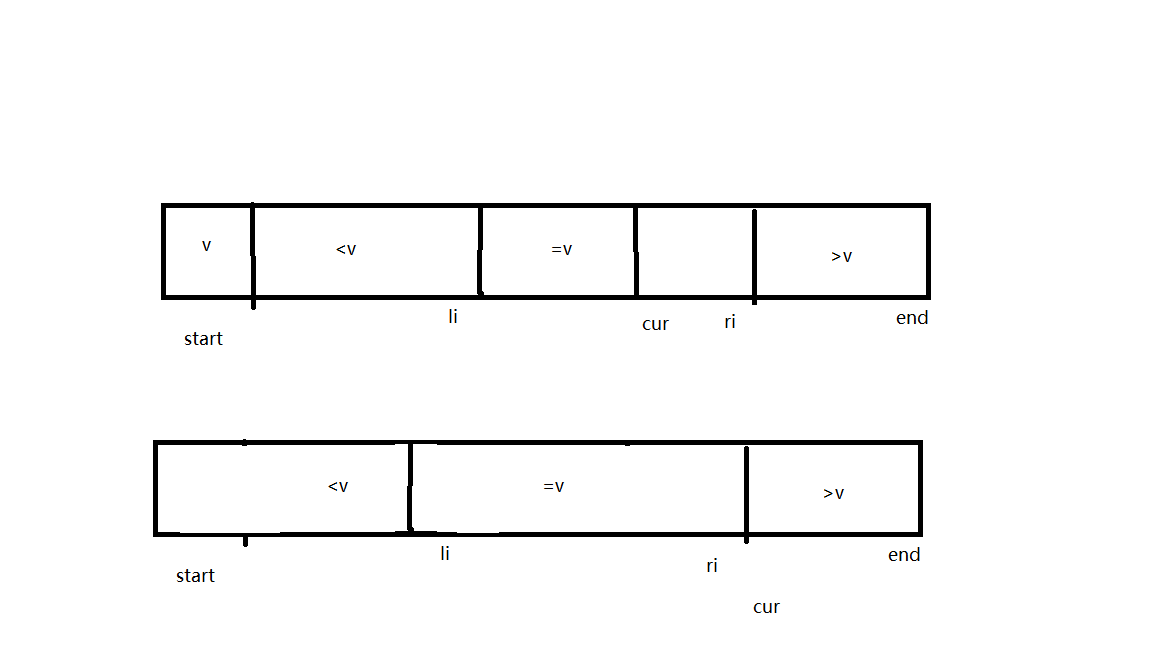 v <v =v >v
li cur ri end
start
<v =v >v
li ri end
start
cur